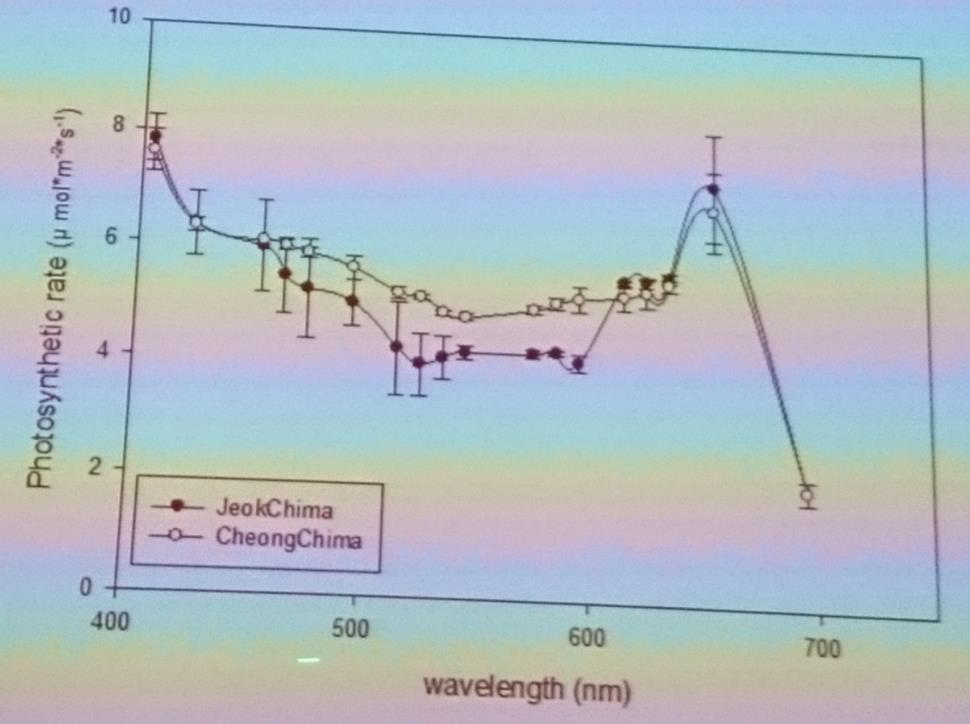 10
8
6
4
2
0
Photosynthetic rate (μ mol*m⁻²*s⁻¹)
JeokChima
CheongChima
400 500 600 700
wavelength (nm)